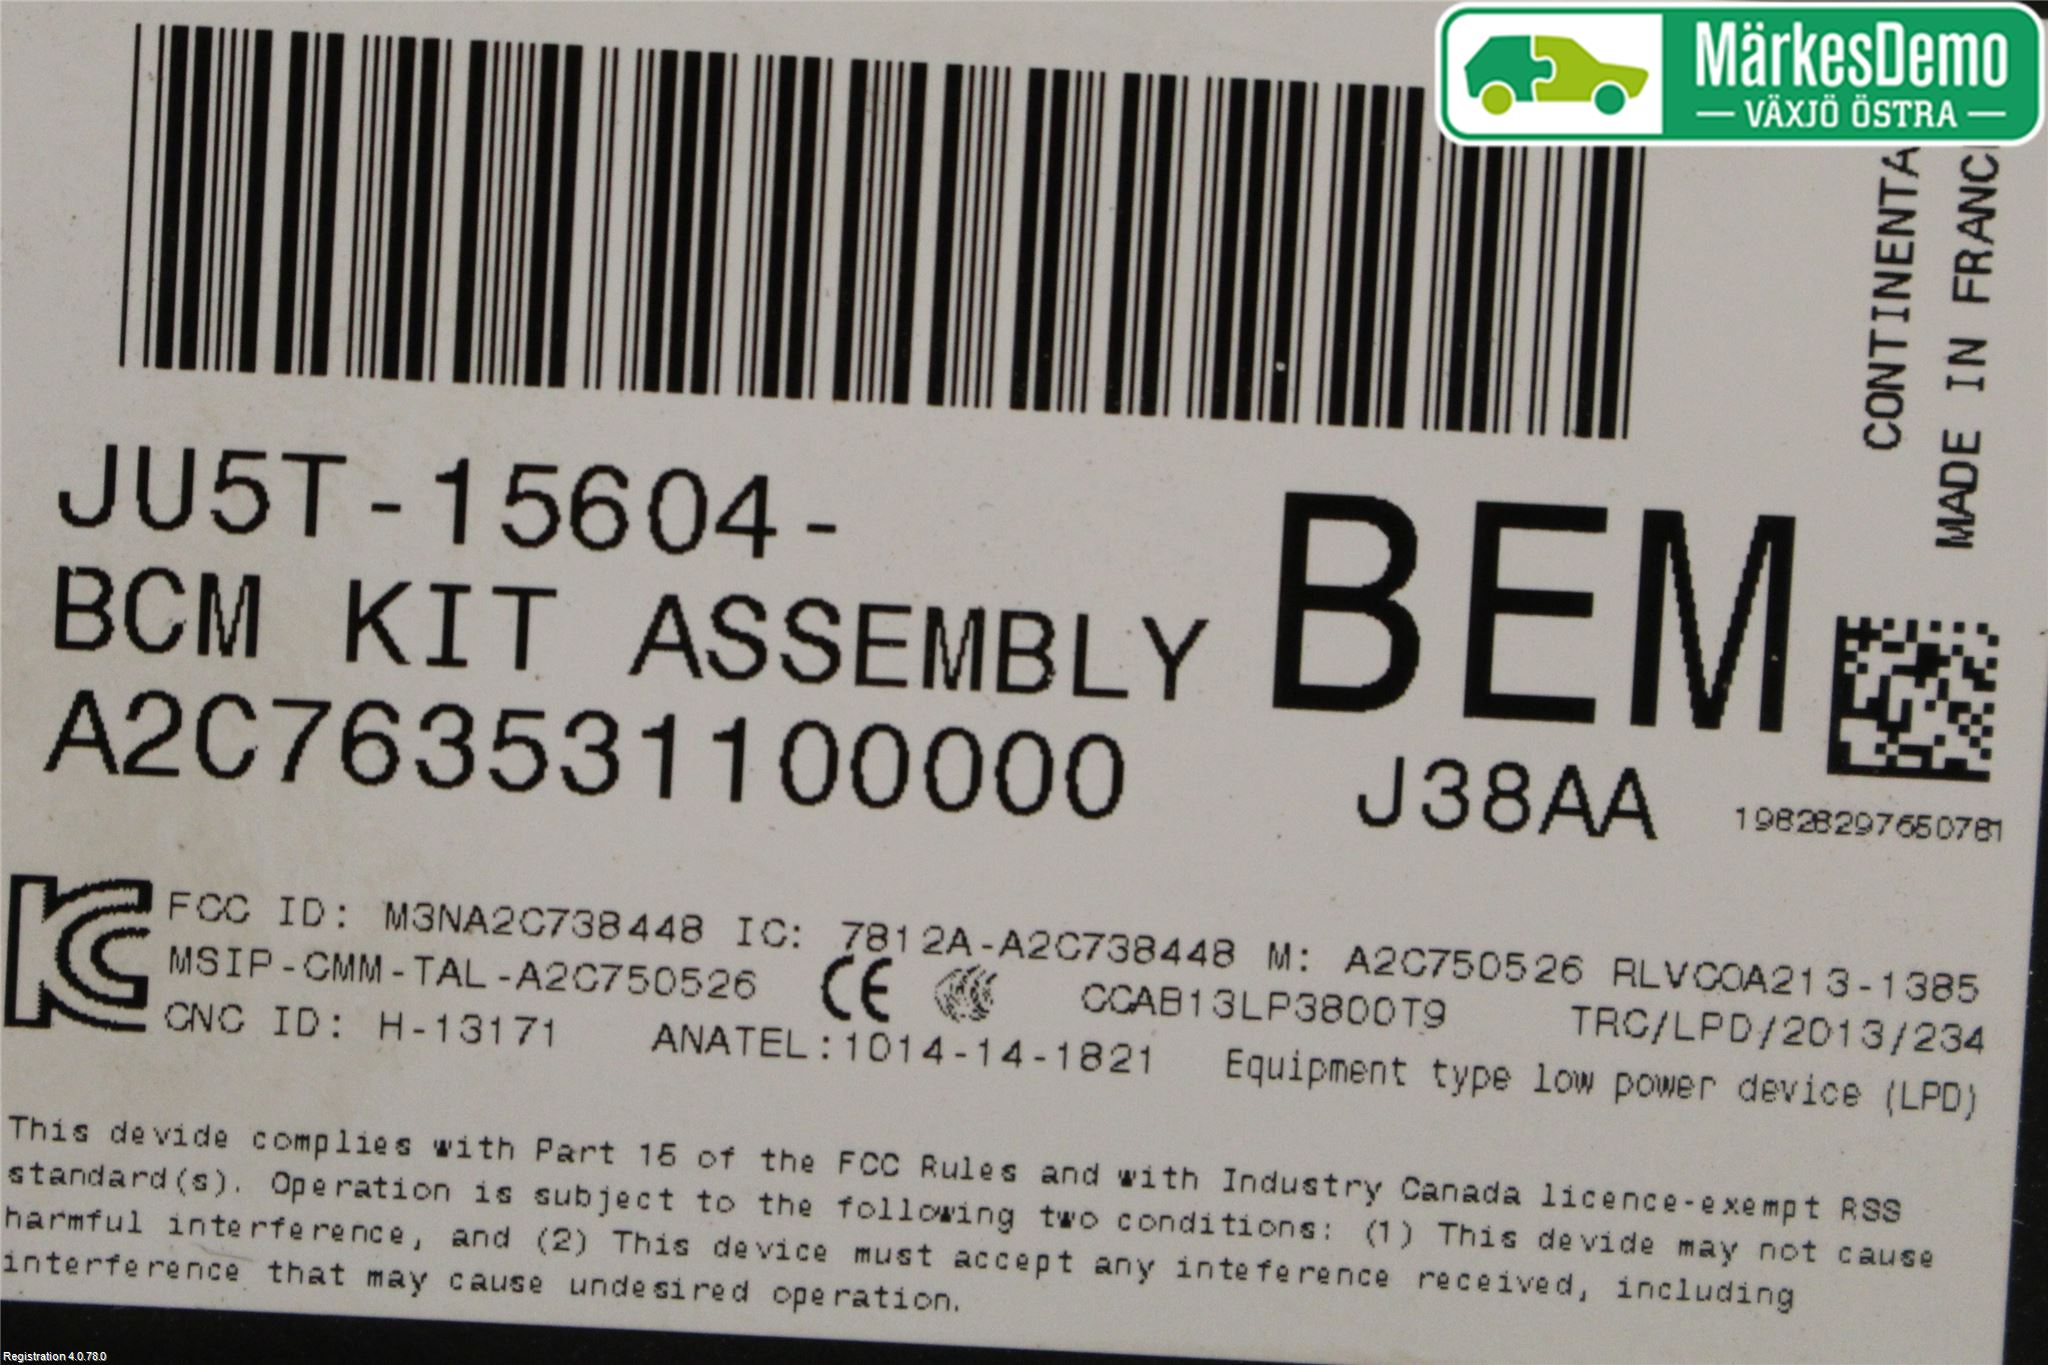 MärkesDemo
VÄXJÖ ÖSTRA
CONTINENTA
MADE IN FRANC
JU5T-15604-
BCM KIT ASSEMBLY
A2C76353110000​0
BEM
J38AA
19828297650781
FCC ID: M3NA2C738448 IC: 7812A-A2C738448 M: A2C750526 RLVCOA213-1385
MSIP-CMM-TAL-A2C750526 CE CCAB13LP3800T9 TRC/LPD/2013/234
CNC ID: H-13171 ANATEL:1014-14-1821 Equipment type low power device (LPD)
This devide complies with Part 15 of the FCC Rules and with Industry Canada licence-exempt RSS
standard(s). Operation is subject to the following two conditions: (1) This devide may not cause
harmful interference, and (2) This device must accept any inteference received, including
interference that may cause undesired operation.
Registration 4.0.78.0